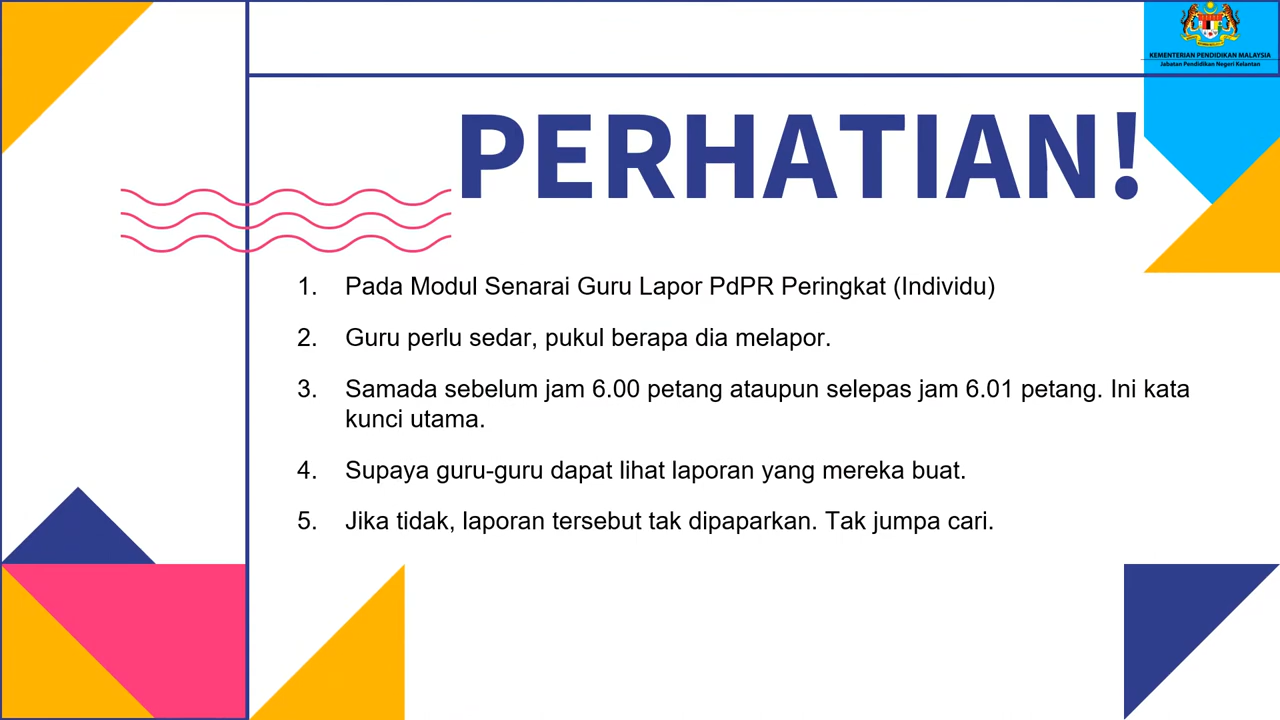 KEMENTERIAN PENDIDIKAN MALAYSIA
Jabatan Pendidikan Negeri Kelantan
PERHATIAN!
1. Pada Modul Senarai Guru Lapor PdPR Peringkat (Individu)
2. Guru perlu sedar, pukul berapa dia melapor.
3. Samada sebelum jam 6.00 petang ataupun selepas jam 6.01 petang. Ini kata
kunci utama.
4. Supaya guru-guru dapat lihat laporan yang mereka buat.
5. Jika tidak, laporan tersebut tak dipaparkan. Tak jumpa cari.